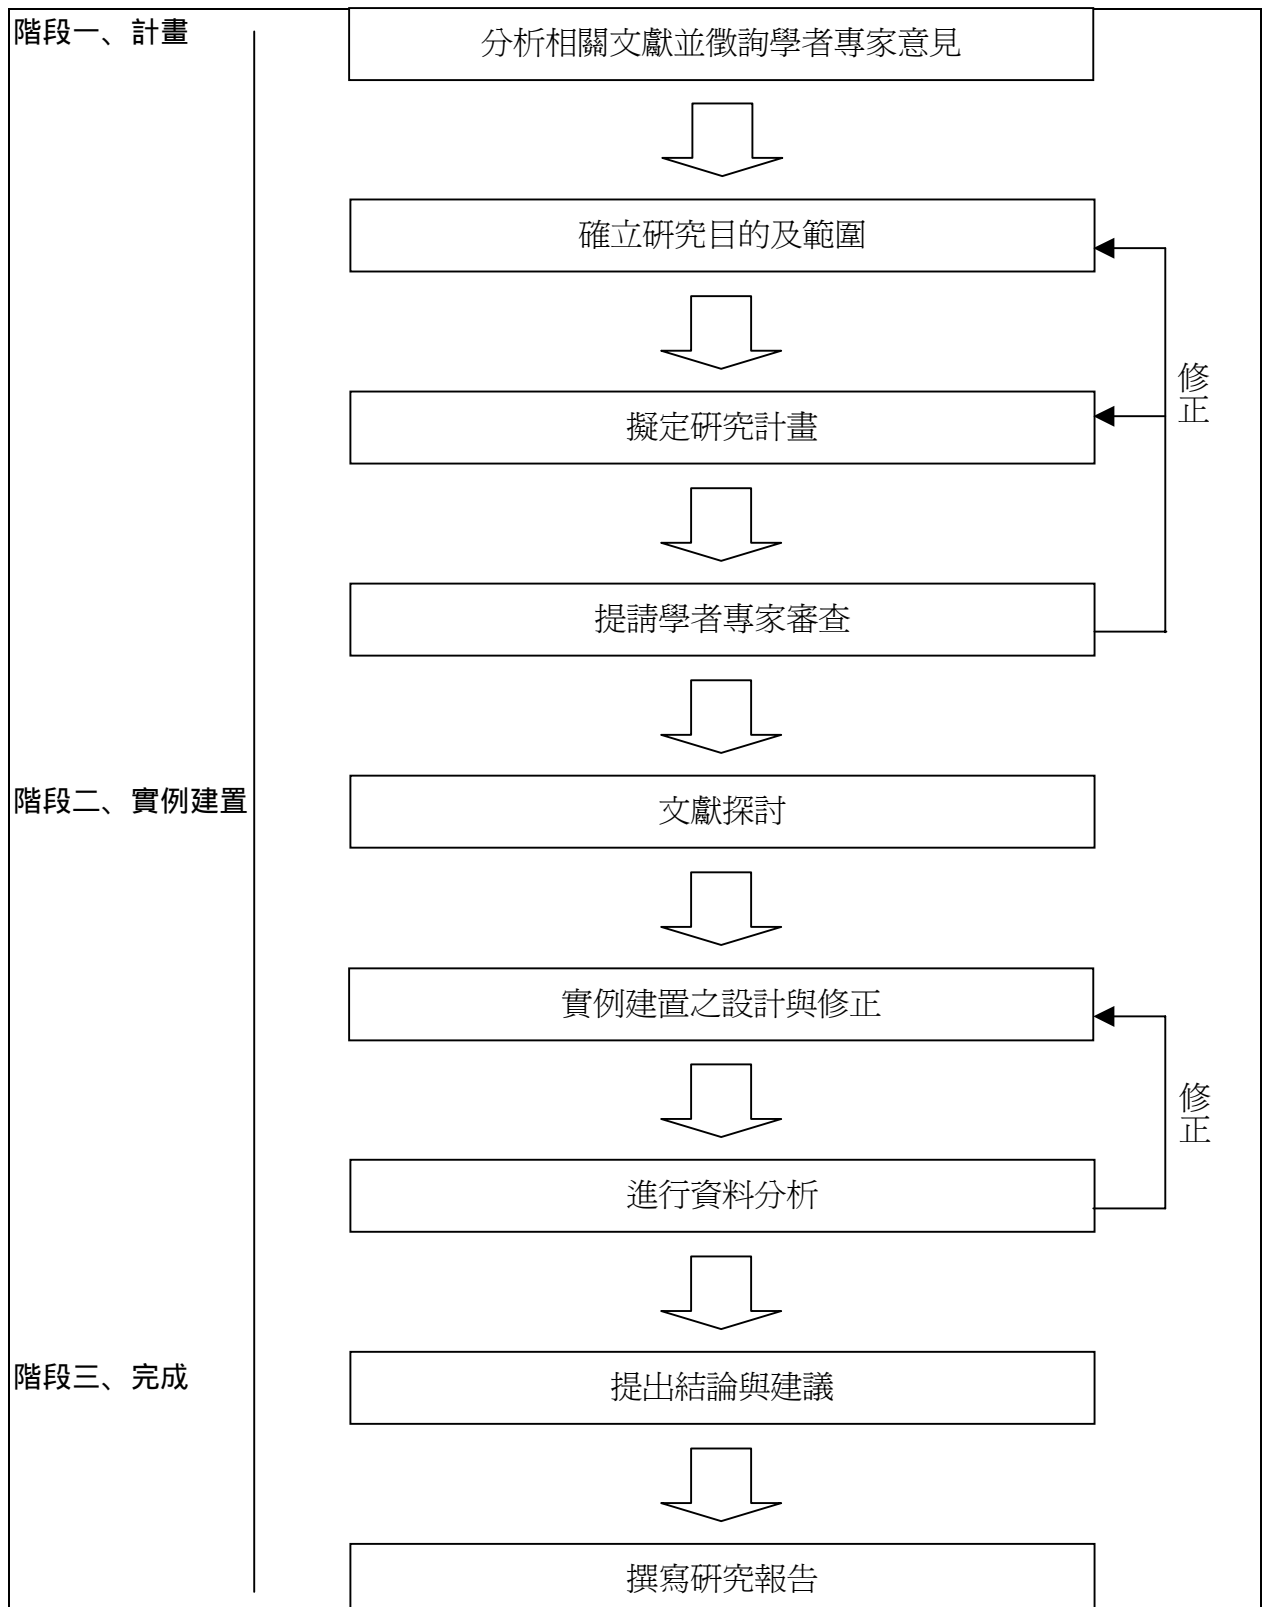 階段一、計畫
分析相關文獻並徵詢學者專家意見
確立研究目的及範圍
擬定研究計畫
修正
提請學者專家審查
階段二、實例建置
文獻探討
實例建置之設計與修正
修正
進行資料分析
階段三、完成
提出結論與建議
撰寫研究報告